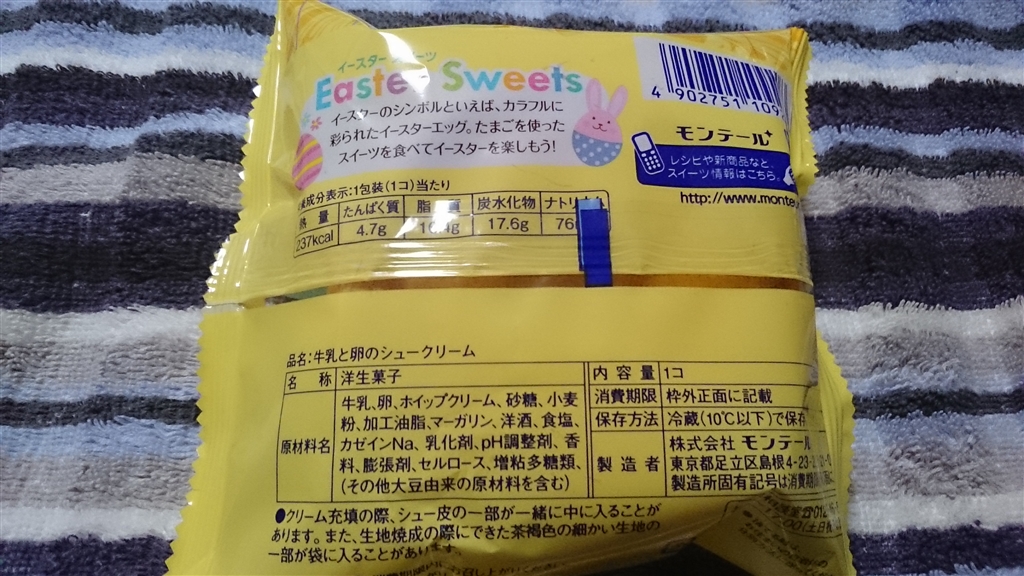 Easter Sweets
イースターのシンボルといえば、カラフルに
彩られたイースターエッグ。たまごを使った
スイーツを食べてイースターを楽しもう!
4 902751 109
モンテール
レシピや新商品など、
スイーツ情報はこちら。
http://www.monte
成分表示:1包装(1コ)当たり
熱量 たんぱく質 脂質 炭水化物 ナトリ
237kcal 4.7g 17.6g 76
品名:牛乳と卵のシュークリーム
名称 洋生菓子
原材料名 牛乳、卵、ホイップクリーム、砂糖、小麦
粉、加工油脂、マーガリン、洋酒、食塩、
カゼインNa、乳化剤、pH調整剤、香
料、膨張剤、セルロース、増粘多糖類、
(その他大豆由来の原材料を含む)
内容量 1コ
消費期限 枠外正面に記載
保存方法 冷蔵(10℃以下)で保存
製造者 株式会社 モンテール
東京都足立区島根4-23-
製造所固有記号は消費期限
●クリーム充填の際、シュー皮の一部が一緒に中に入ることが
あります。また、生地焼成の際にできた茶褐色の細かい生地の
一部が袋に入ることがあります。